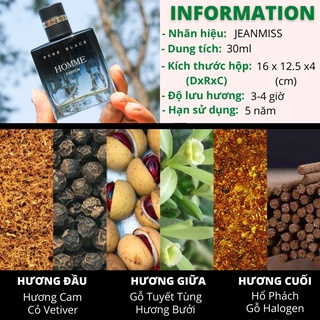 INFORMATION
- Nhãn hiệu: JEANMISS
- Dung tích: 30ml
- Kích thước hộp: 16 x 12.5 x4
(DxRxC) (cm)
- Độ lưu hương: 3-4 giờ
- Hạn sử dụng: 5 năm
PURE BLACK
HOMME
PARFUM
HƯƠNG ĐẦU
Hương Cam
Cỏ Vetiver
HƯƠNG GIỮA
Gỗ Tuyết Tùng
Hương Bưởi
HƯƠNG CUỐI
Hổ Phách
Gỗ Halogen